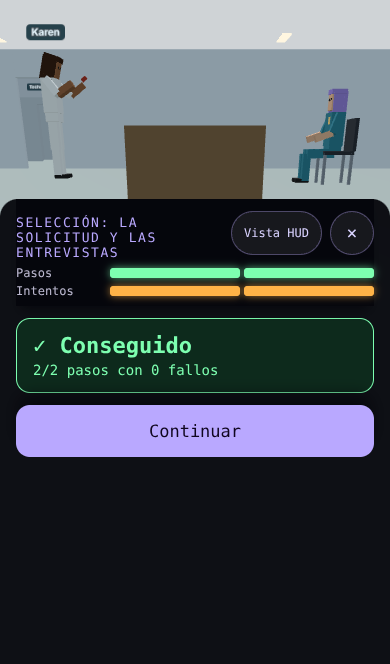 Karen
SELECCIÓN: LA
SOLICITUD Y LAS
ENTREVISTAS
Vista HUD
×
Pasos
Intentos
✓ Conseguido
2/2 pasos con 0 fallos
Continuar